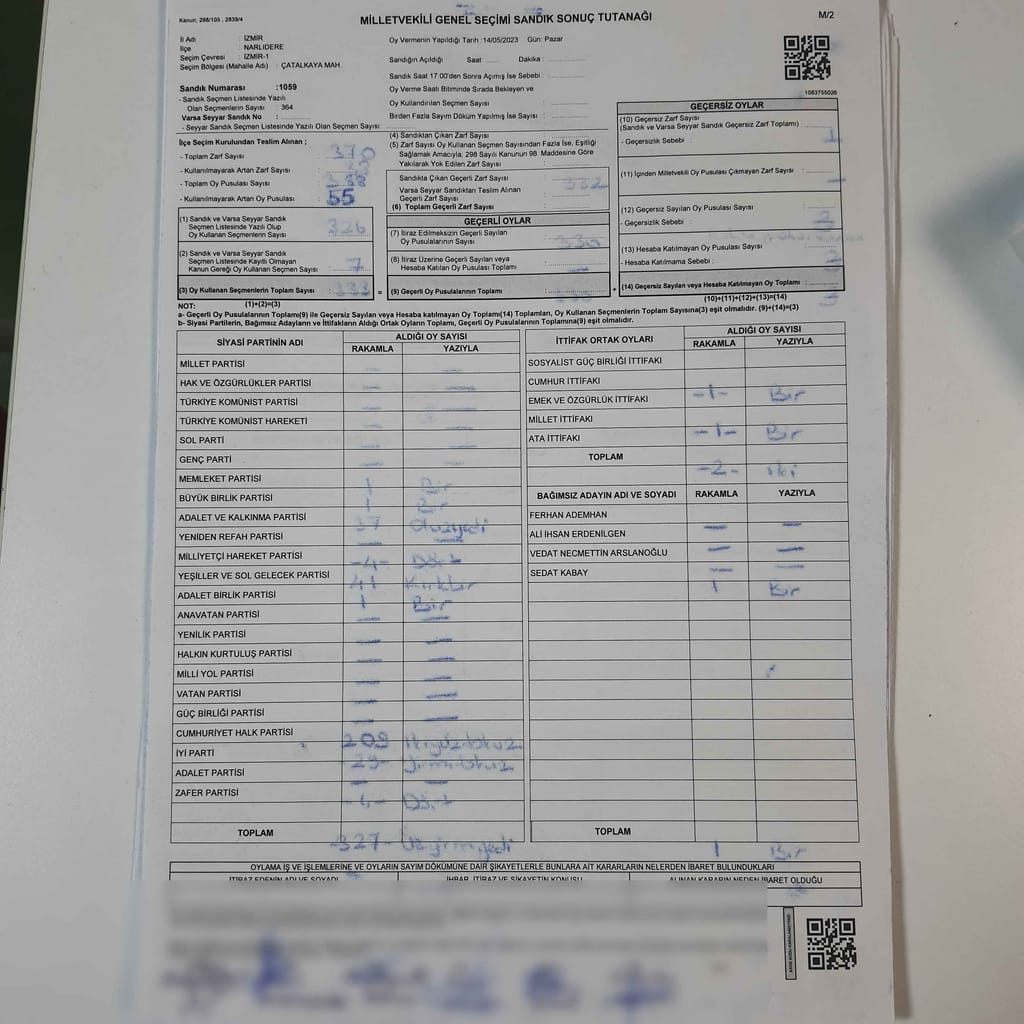 Kanun, 298/105 , 2839/4
MİLLETVEKİLİ GENEL SEÇİMİ SANDIK SONUÇ TUTANAĞI
M/2
İl Adı : İZMİR
İlçe : NARLIDERE
Seçim Çevresi : İZMİR-1
Seçim Bölgesi (Mahalle Adı) : ÇATALKAYA MAH.
Oy Vermenin Yapıldığı Tarih :14/05/2023 Gün: Pazar
Sandığın Açıldığı Saat: Dakika :
Sandık Saat 17:00'den Sonra Açımış İse Sebebi :
Oy Verme Saati Bitiminde Sırada Bekleyen ve
Oy Kullandırılan Seçmen Sayısı :
Birden Fazla Sayım Döküm Yapılmış İse Sayısı :
1083755026
Sandık Numarası :1059
- Sandık Seçmen Listesinde Yazılı
Olan Seçmenlerin Sayısı : 364
Varsa Seyyar Sandık No :
- Seyyar Sandık Seçmen Listesinde Yazılı Olan Seçmen Sayısı:
İlçe Seçim Kurulundan Teslim Alınan ;
- Toplam Zarf Sayısı : 370
- Kullanılmayarak Artan Zarf Sayısı :
- Toplam Oy Pusulası Sayısı :
- Kullanılmayarak Artan Oy Pusulası : 55
(1) Sandık ve Varsa Seyyar Sandık
Seçmen Listesinde Yazılı Olup
Oy Kullanan Seçmenlerin Sayısı : 326
(2) Sandık ve Varsa Seyyar Sandık
Seçmen Listesinde Kayıtlı Olmayan
Kanun Gereği Oy Kullanan Seçmen Sayısı : 7
(3) Oy Kullanan Seçmenlerin Toplam Sayısı : 333 =
(4) Sandıktan Çıkan Zarf Sayısı :
(5) Zarf Sayısı Oy Kullanan Seçmen Sayısından Fazla İse, Eşitliği
Sağlamak Amacıyla, 298 Sayılı Kanunun 98. Maddesine Göre
Yakılarak Yok Edilen Zarf Sayısı :
Sandıkta Çıkan Geçerli Zarf Sayısı :
Varsa Seyyar Sandıktan Teslim Alınan
Geçerli Zarf Sayısı : 332
(6) Toplam Geçerli Zarf Sayısı :
GEÇERLİ OYLAR
(7) İtiraz Edilmeksizin Geçerli Sayılan
Oy Pusulalarının Sayısı : 330
(8) İtiraz Üzerine Geçerli Sayılan veya
Hesaba Katılan Oy Pusulası Toplamı :
(9) Geçerli Oy Pusulalarının Toplamı : +
GEÇERSİZ OYLAR
(10) Geçersiz Zarf Sayısı
(Sandık ve Varsa Seyyar Sandık Geçersiz Zarf Toplamı) :
- Geçersizlik Sebebi : 1
(11) İçinden Milletvekili Oy Pusulası Çıkmayan Zarf Sayısı :
(12) Geçersiz Sayılan Oy Pusulası Sayısı :
- Geçersizlik Sebebi : 2
(13) Hesaba Katılmayan Oy Pusulası Sayısı :
- Hesaba Katılmama Sebebi : 2
(14) Geçersiz Sayılan veya Hesaba Katılmayan Oy Toplamı : 3
NOT: (1)+(2)=(3) (10)+(11)+(12)+(13)=(14)
a- Geçerli Oy Pusulalarının Toplamı(9) ile Geçersiz Sayılan veya Hesaba Katılmayan Oy Toplamı(14) Toplamları, Oy Kullanan Seçmenlerin Toplam Sayısına(3) eşit olmalıdır. (9)+(14)=(3)
b- Siyasi Partilerin, Bağımsız Adayların ve İttifakların Aldığı Ortak Oyların Toplamı, Geçerli Oy Pusulalarının Toplamına(9) eşit olmalıdır.
SİYASİ PARTİNİN ADI ALDIĞI OY SAYISI
RAKAMLA YAZIYLA
MİLLET PARTİSİ —
HAK VE ÖZGÜRLÜKLER PARTİSİ — —
TÜRKİYE KOMÜNİST PARTİSİ — —
TÜRKİYE KOMÜNİST HAREKETİ —
SOL PARTİ — —
GENÇ PARTİ — —
MEMLEKET PARTİSİ 1 Bir
BÜYÜK BİRLİK PARTİSİ 1 Bir
ADALET VE KALKINMA PARTİSİ 37 Otuzyedi
YENİDEN REFAH PARTİSİ — —
MİLLİYETÇİ HAREKET PARTİSİ -4- Dört
YEŞİLLER VE SOL GELECEK PARTİSİ 41 Kırkbir
ADALET BİRLİK PARTİSİ 1 Bir
ANAVATAN PARTİSİ — —
YENİLİK PARTİSİ — —
HALKIN KURTULUŞ PARTİSİ — —
MİLLİ YOL PARTİSİ — —
VATAN PARTİSİ — —
GÜÇ BİRLİĞİ PARTİSİ — —
CUMHURİYET HALK PARTİSİ 209 İkiyüzdokuz
İYİ PARTİ 29- Yirmidokuz
ADALET PARTİSİ — —
ZAFER PARTİSİ -4- Dört
TOPLAM -327- Üçyüzyirmiyedi
İTTİFAK ORTAK OYLARI ALDIĞI OY SAYISI
RAKAMLA YAZIYLA
SOSYALİST GÜÇ BİRLİĞİ İTTİFAKI
CUMHUR İTTİFAKI
EMEK VE ÖZGÜRLÜK İTTİFAKI -1- Bir
MİLLET İTTİFAKI
ATA İTTİFAKI -1- Bir
TOPLAM -2- iki
BAĞIMSIZ ADAYIN ADI VE SOYADI RAKAMLA YAZIYLA
FERHAN ADEMHAN
ALİ İHSAN ERDENİLGEN — —
VEDAT NECMETTİN ARSLANOĞLU — —
SEDAT KABAY — —
1 Bir
TOPLAM 1 Bir
OYLAMA İŞ VE İŞLEMLERİNE VE OYLARIN SAYIM DÖKÜMÜNE DAİR ŞİKAYETLERLE BUNLARA AİT KARARLARIN NELERDEN İBARET BULUNDUKLARI
İTİRAZ EDENİN ADI VE SOYADI İHBAR, İTİRAZ VE ŞİKAYETİN KONUSU ALINAN KARARIN NEDEN İBARET OLDUĞU